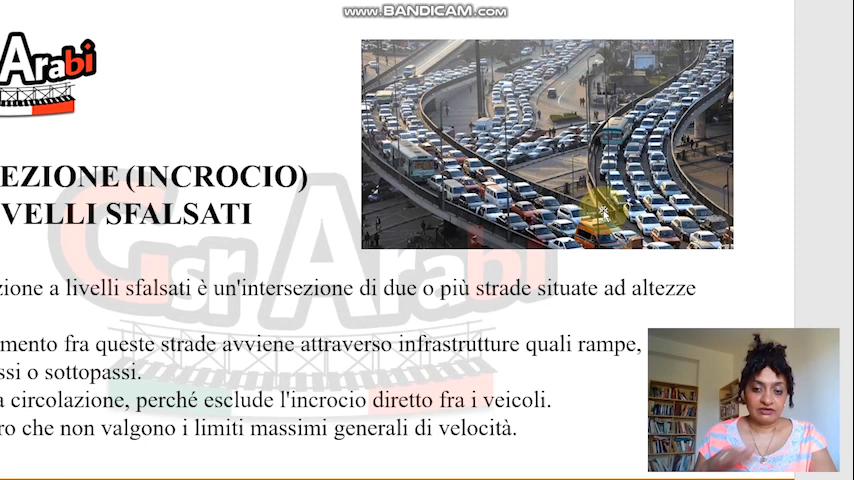 WWW.BANDICAM.COM
Arabi
EZIONE (INCROCIO)
VELLI SFALSATI
Gsr Arabi
zione a livelli sfalsati è un'intersezione di due o più strade situate ad altezze
mento fra queste strade avviene attraverso infrastrutture quali rampe,
ssi o sottopassi.
a circolazione, perché esclude l'incrocio diretto fra i veicoli.
ro che non valgono i limiti massimi generali di velocità.